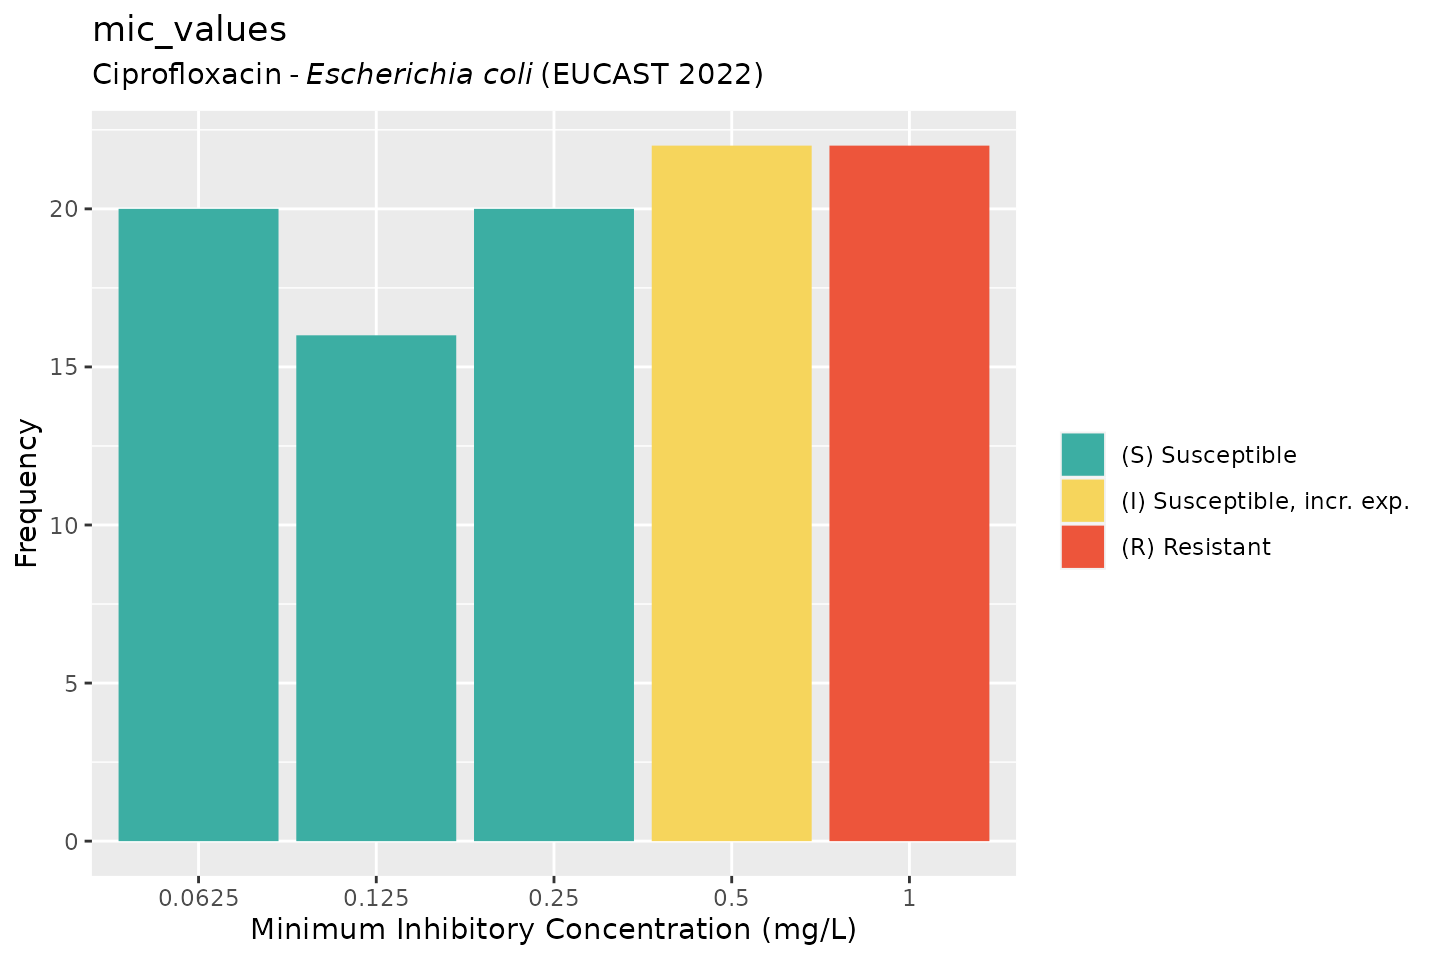 mic_values
Ciprofloxacin - Escherichia coli (EUCAST 2022)
Frequency
20
15
10
5
0
0.0625 0.125 0.25 0.5 1
Minimum Inhibitory Concentration (mg/L)
(S) Susceptible
(I) Susceptible, incr. exp.
(R) Resistant